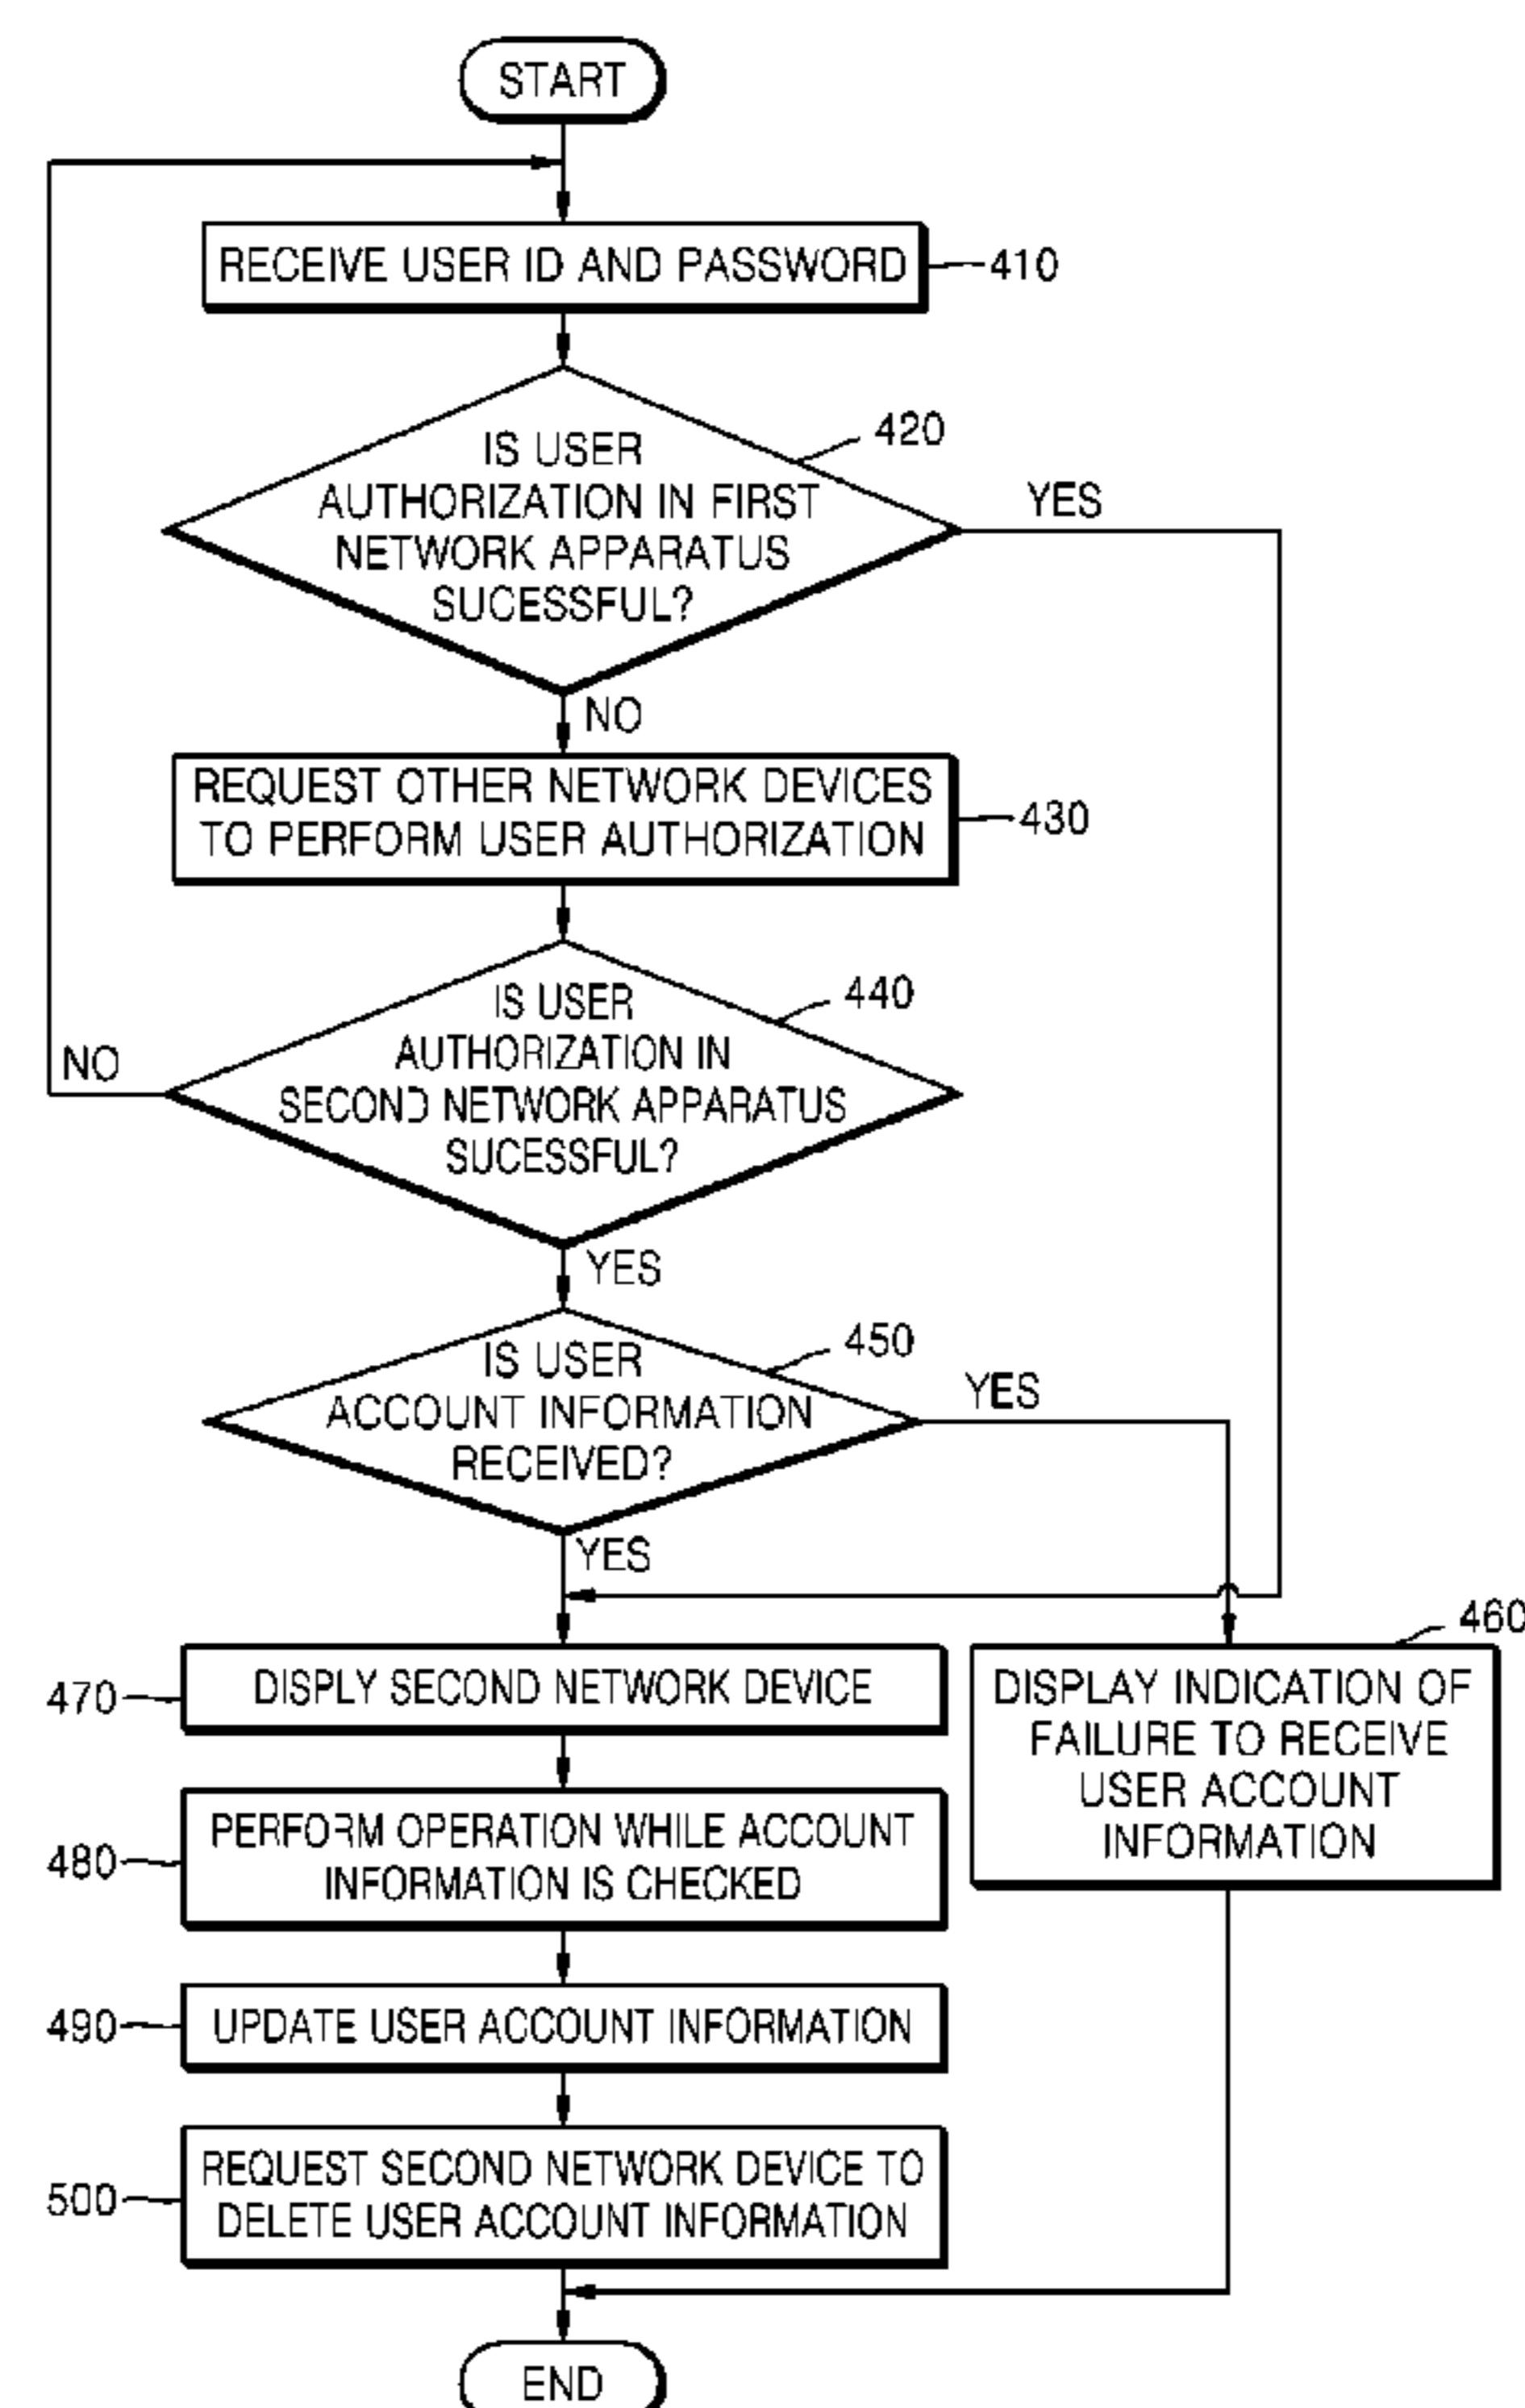 START
RECEIVE USER ID AND PASSWORD
410
IS USER
AUTHORIZATION IN FIRST
NETWORK APPARATUS
SUCESSFUL?
420
YES
NO
REQUEST OTHER NETWORK DEVICES
TO PERFORM USER AUTHORIZATION
430
IS USER
AUTHORIZATION IN
SECOND NETWORK APPARATUS
SUCESSFUL?
440
NO
YES
IS USER
ACCOUNT INFORMATION
RECEIVED?
450
YES
YES
470
DISPLY SECOND NETWORK DEVICE
460
DISPLAY INDICATION OF
FAILURE TO RECEIVE
USER ACCOUNT
INFORMATION
480
PERFORM OPERATION WHILE ACCOUNT
INFORMATION IS CHECKED
490
UPDATE USER ACCOUNT INFORMATION
500
REQUEST SECOND NETWORK DEVICE TO
DELETE USER ACCOUNT INFORMATION
END